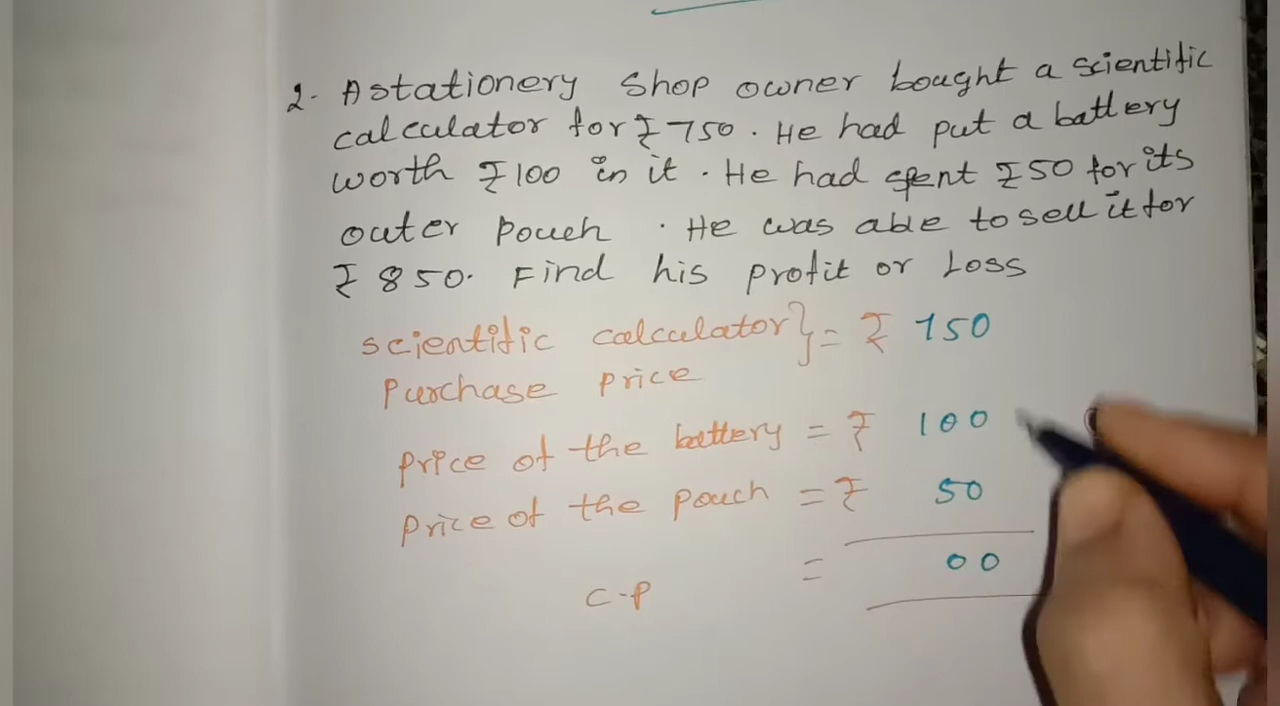 2. A stationery shop owner bought a scientific
calculator for ₹750. He had put a battery
worth ₹100 in it. He had spent ₹50 for its
outer pouch. He was able to sell it for
₹850. Find his profit or Loss
scientific calculator} = ₹ 750
Purchase price
Price of the battery = ₹ 100
Price of the pouch = ₹ 50
C.P = 00